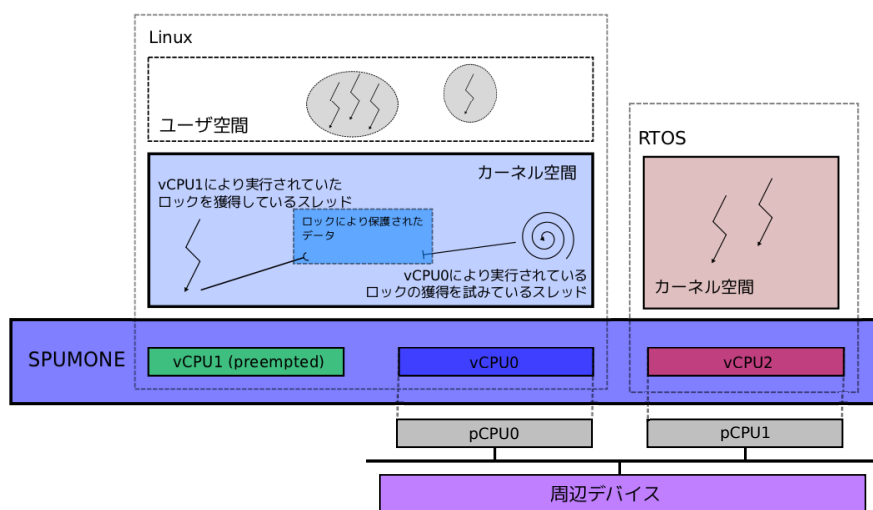 Linux
ユーザ空間
RTOS
カーネル空間
vCPU1により実行されていた
ロックを獲得しているスレッド
ロックにより保護された
データ
vCPU0により実行されている
ロックの獲得を試みているスレッド
カーネル空間
SPUMONE
vCPU1 (preempted)
vCPU0
vCPU2
pCPU0
pCPU1
周辺デバイス